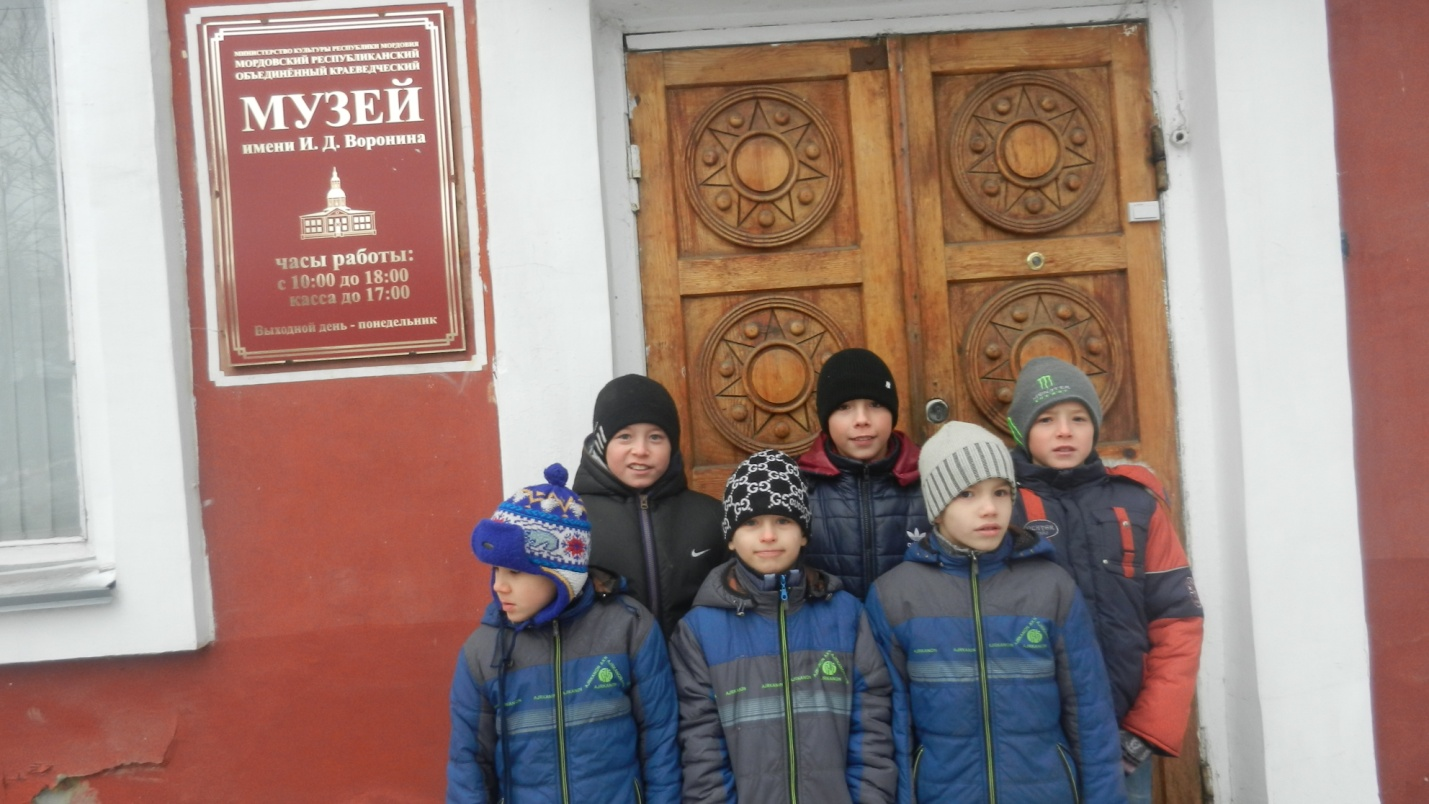 МИНИСТЕРСТВО КУЛЬТУРЫ РЕСПУБЛИКИ МОРДОВИЯ
МОРДОВСКИЙ РЕСПУБЛИКАНСКИЙ
ОБЪЕДИНЁННЫЙ КРАЕВЕДЧЕСКИЙ
МУЗЕЙ
имени И. Д. Воронина
часы работы:
с 10:00 до 18:00
касса до 17:00
Выходной день - понедельник